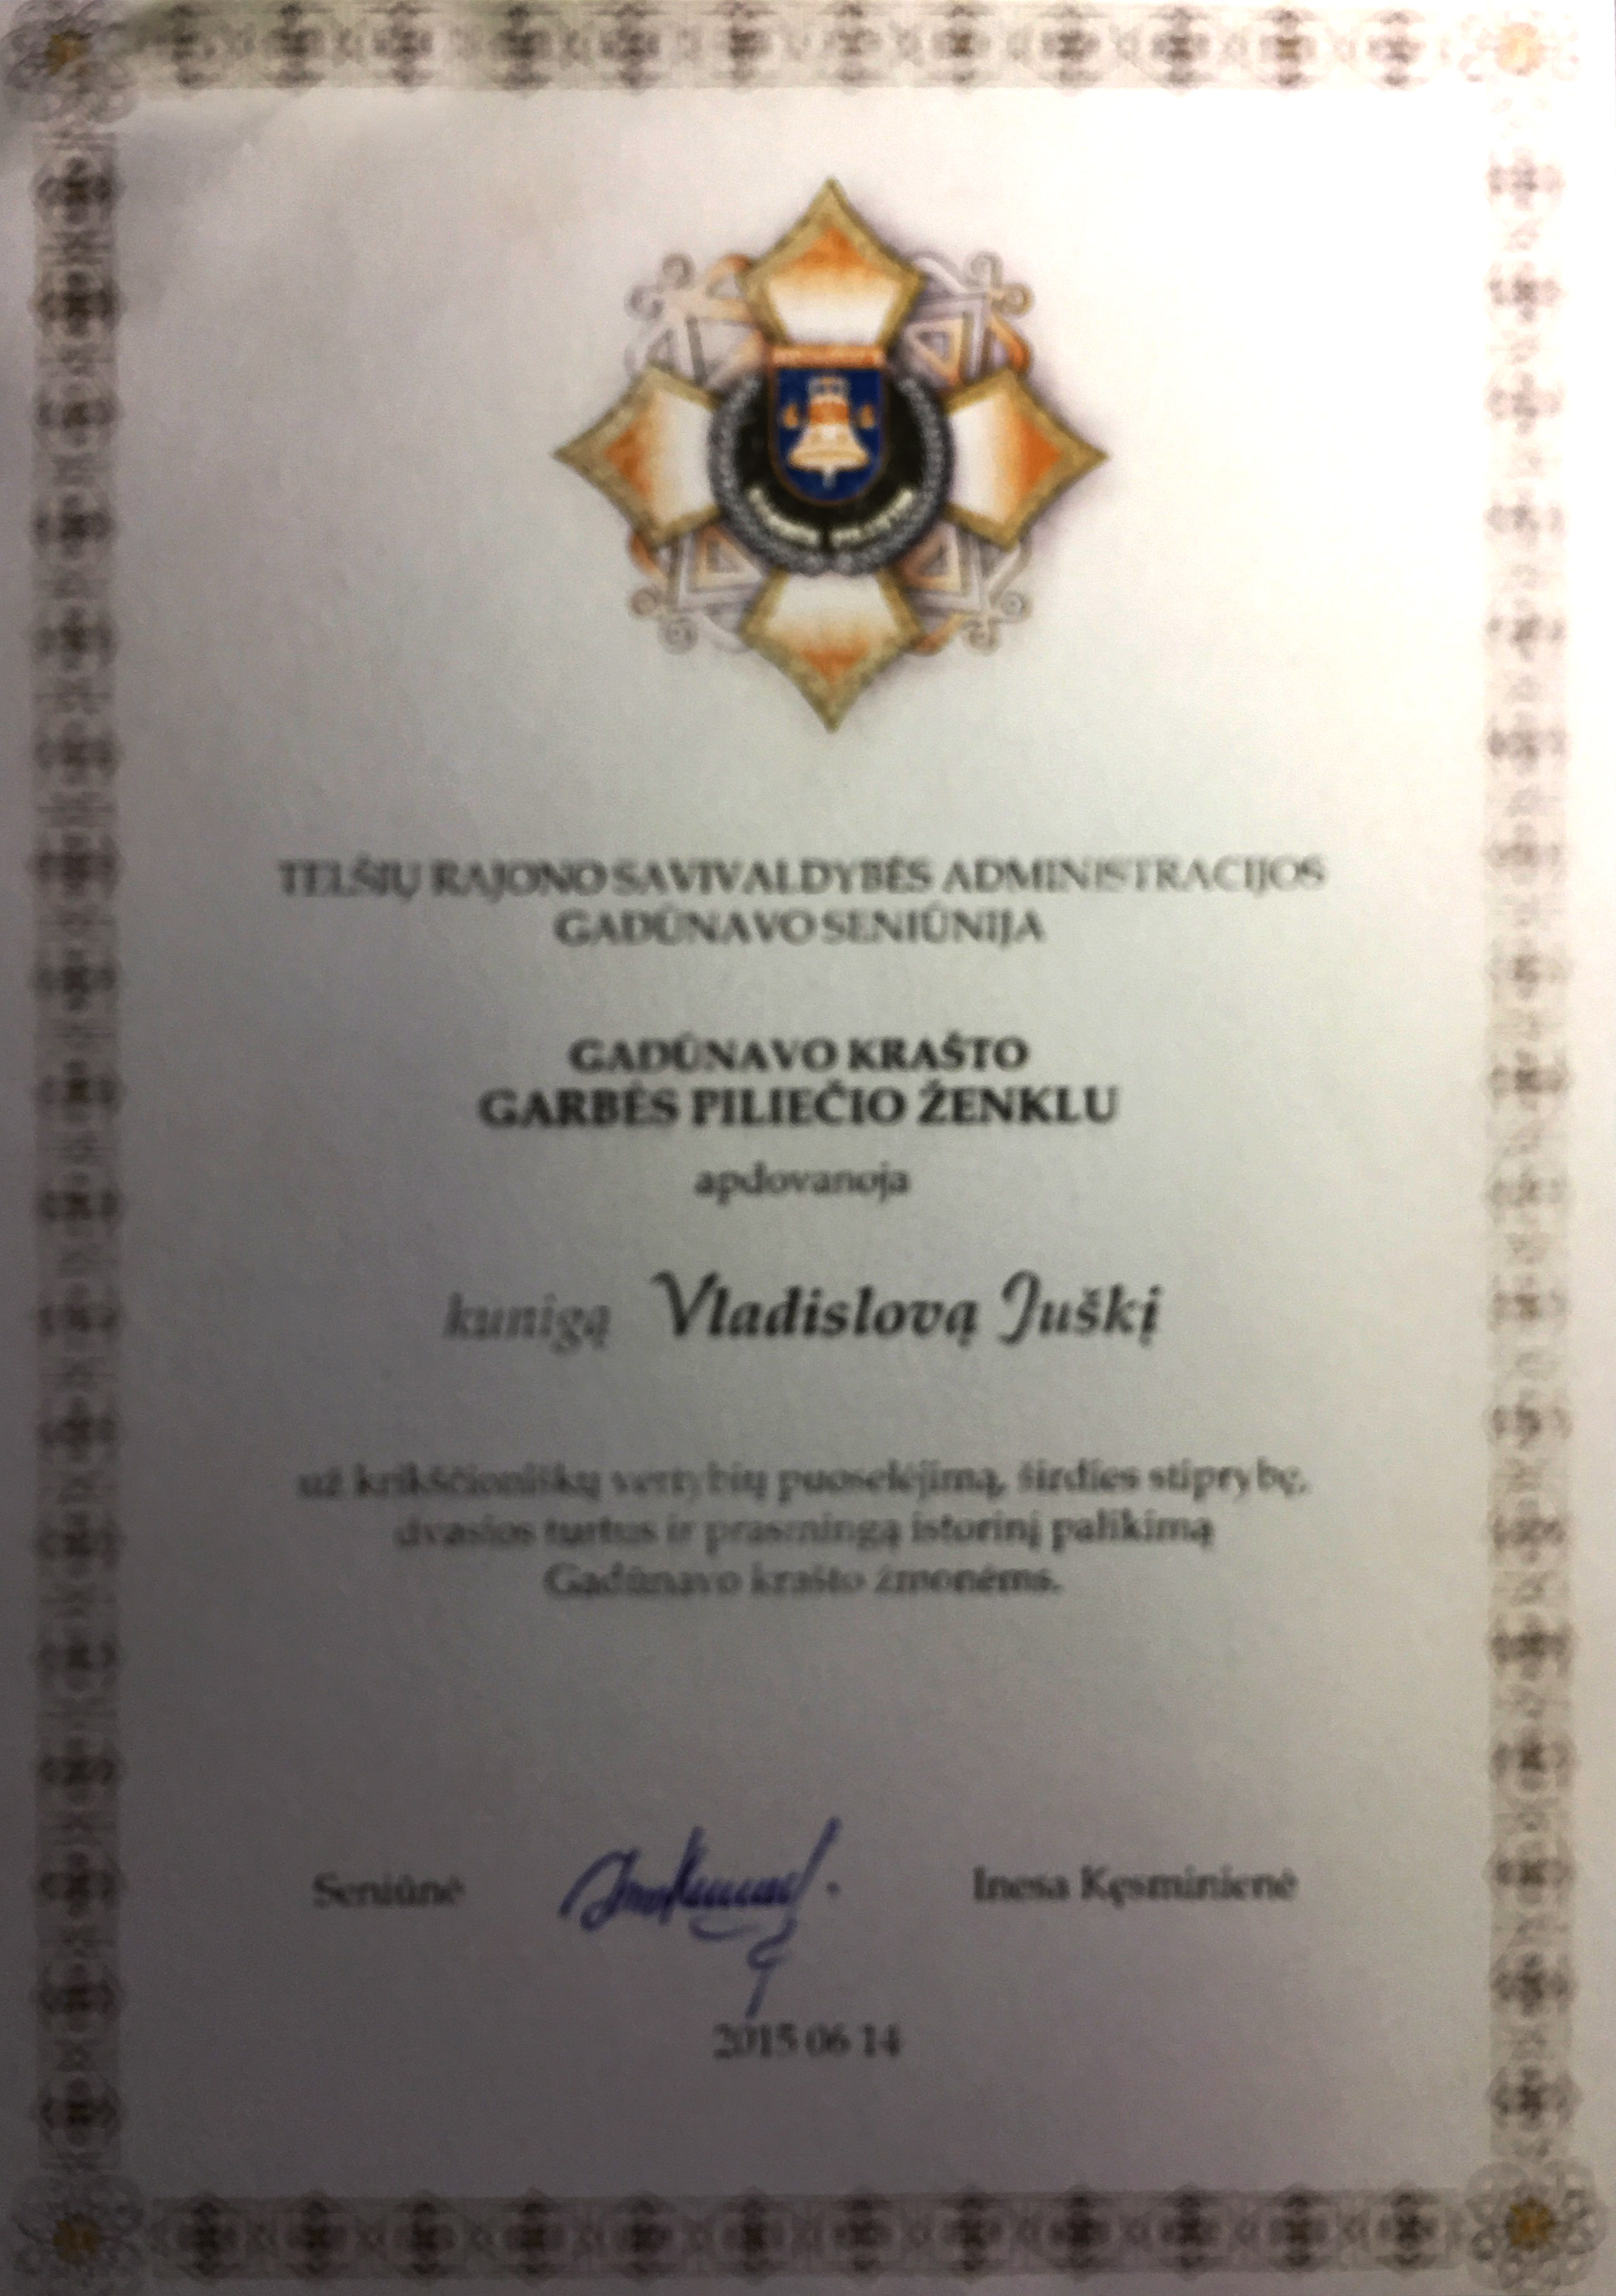 TELŠIŲ RAJONO SAVIVALDYBĖS ADMINISTRACIJOS
GADŪNAVO SENIŪNIJA
GADŪNAVO KRAŠTO
GARBĖS PILIEČIO ŽENKLU
apdovanoja
kunigą Vladislovą Juškį
už krikščioniškų vertybių puoselėjimą, širdies stiprybę,
dvasios turtus ir prasmingą istorinį palikimą
Gadūnavo krašto žmonėms.
Seniūnė Inesa Kęsminienė
2015 06 14